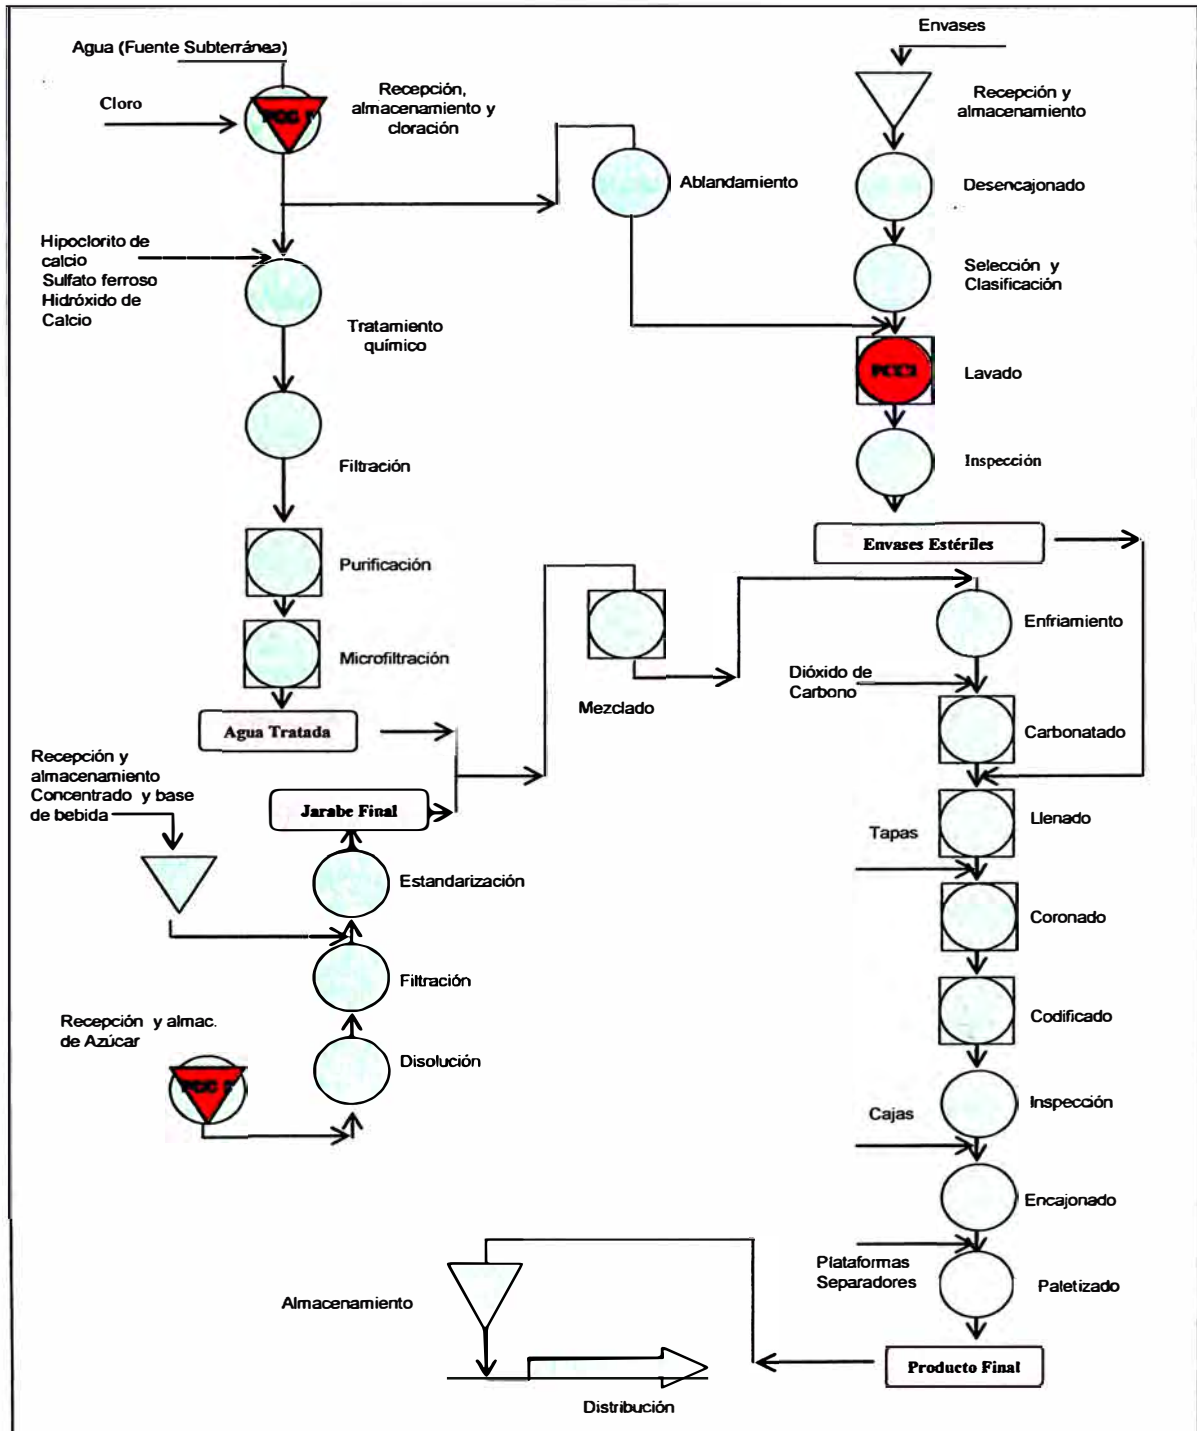 Agua (Fuente Subterránea)
Cloro
PCC 1
Recepción,
almacenamiento y
cloración
Ablandamiento
Envases
Recepción y
almacenamiento
Desencajonado
Selección y
Clasificación
Lavado
Inspección
Envases Estériles
Hipoclorito de
calcio
Sulfato ferroso
Hidróxido de
Calcio
Tratamiento
químico
Filtración
Purificación
Microfiltración
Agua Tratada
Mezclado
Recepción y
almacenamiento
Concentrado y base
de bebida
Jarabe Final
Estandarización
Filtración
Disolución
Recepción y almac.
de Azúcar
PCC
Enfriamiento
Dióxido de
Carbono
Carbonatado
Llenado
Tapas
Coronado
Codificado
Inspección
Cajas
Encajonado
Plataformas
Separadores
Paletizado
Producto Final
Almacenamiento
Distribución